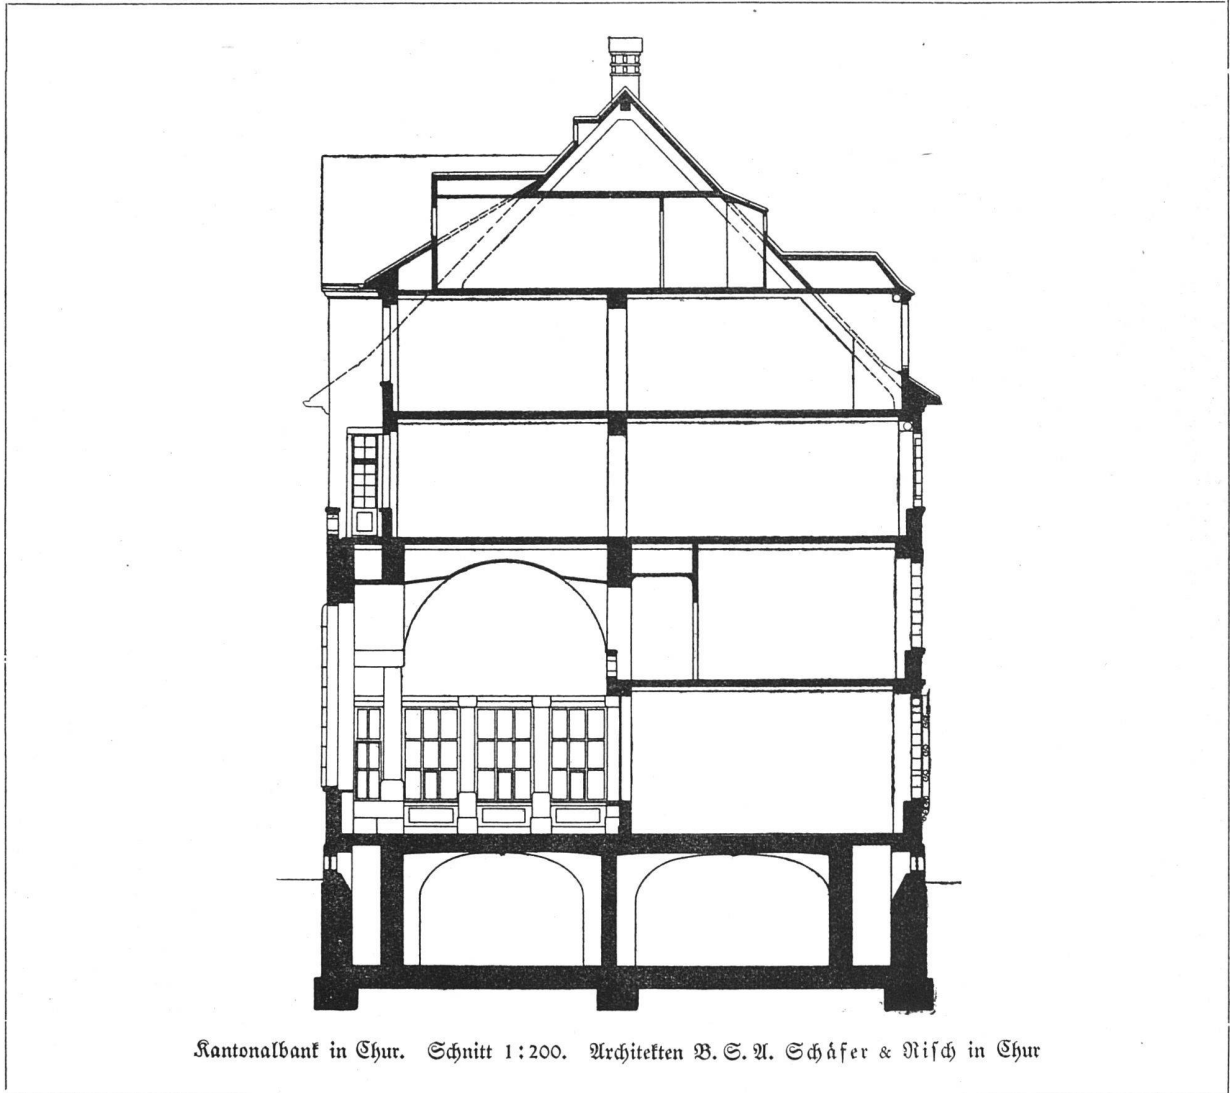 Kantonalbank in Chur. Schnitt 1:200. Architekten B. S. A. Schäfer & Risch in Chur